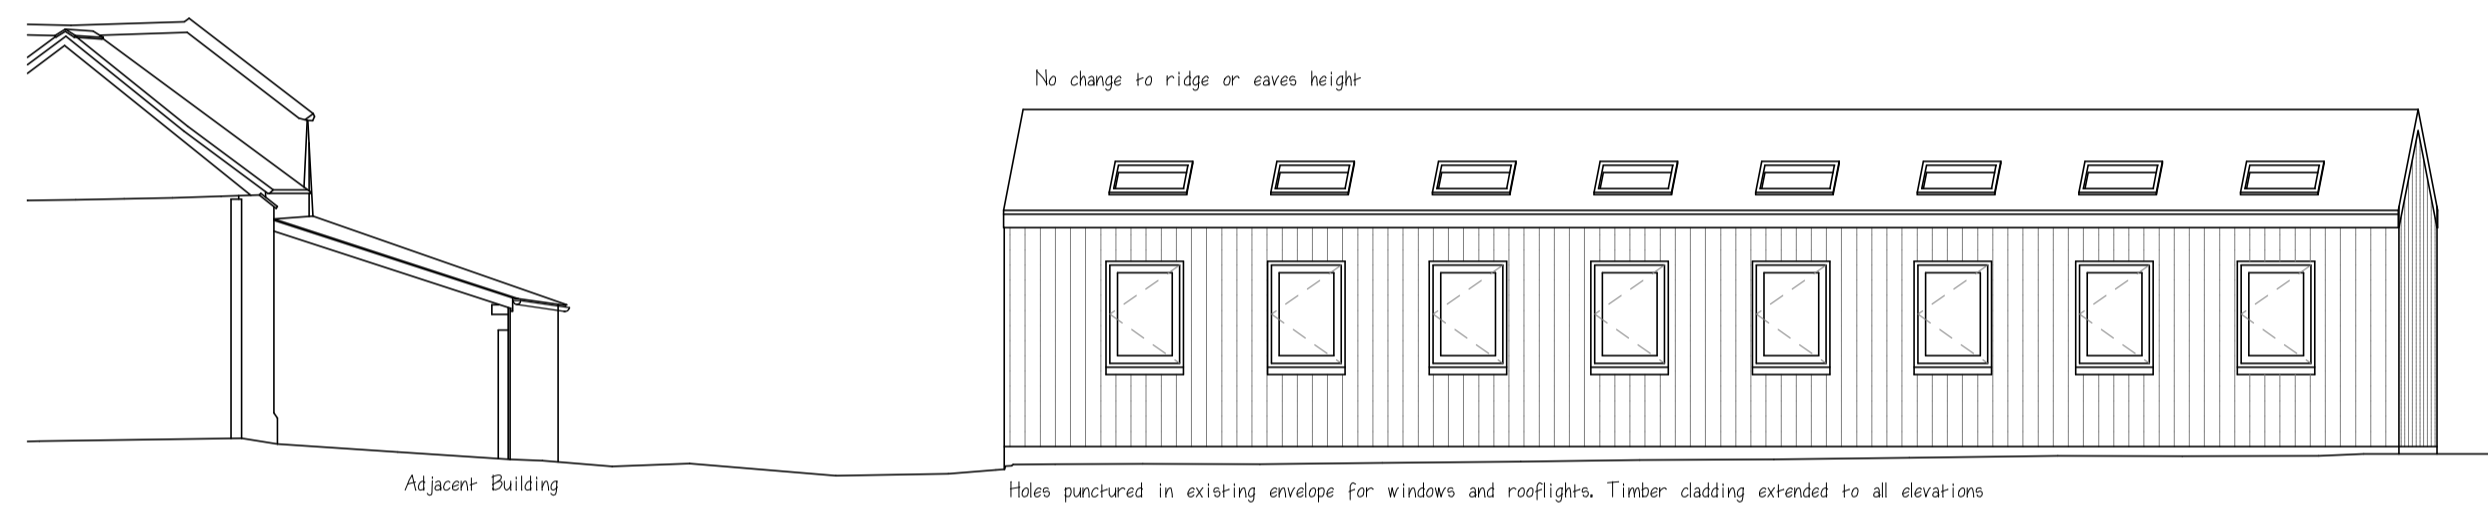 No change to ridge or eaves height
Adjacent Building
Holes punctured in existing envelope for windows and rooflights. Timber cladding extended to all elevations